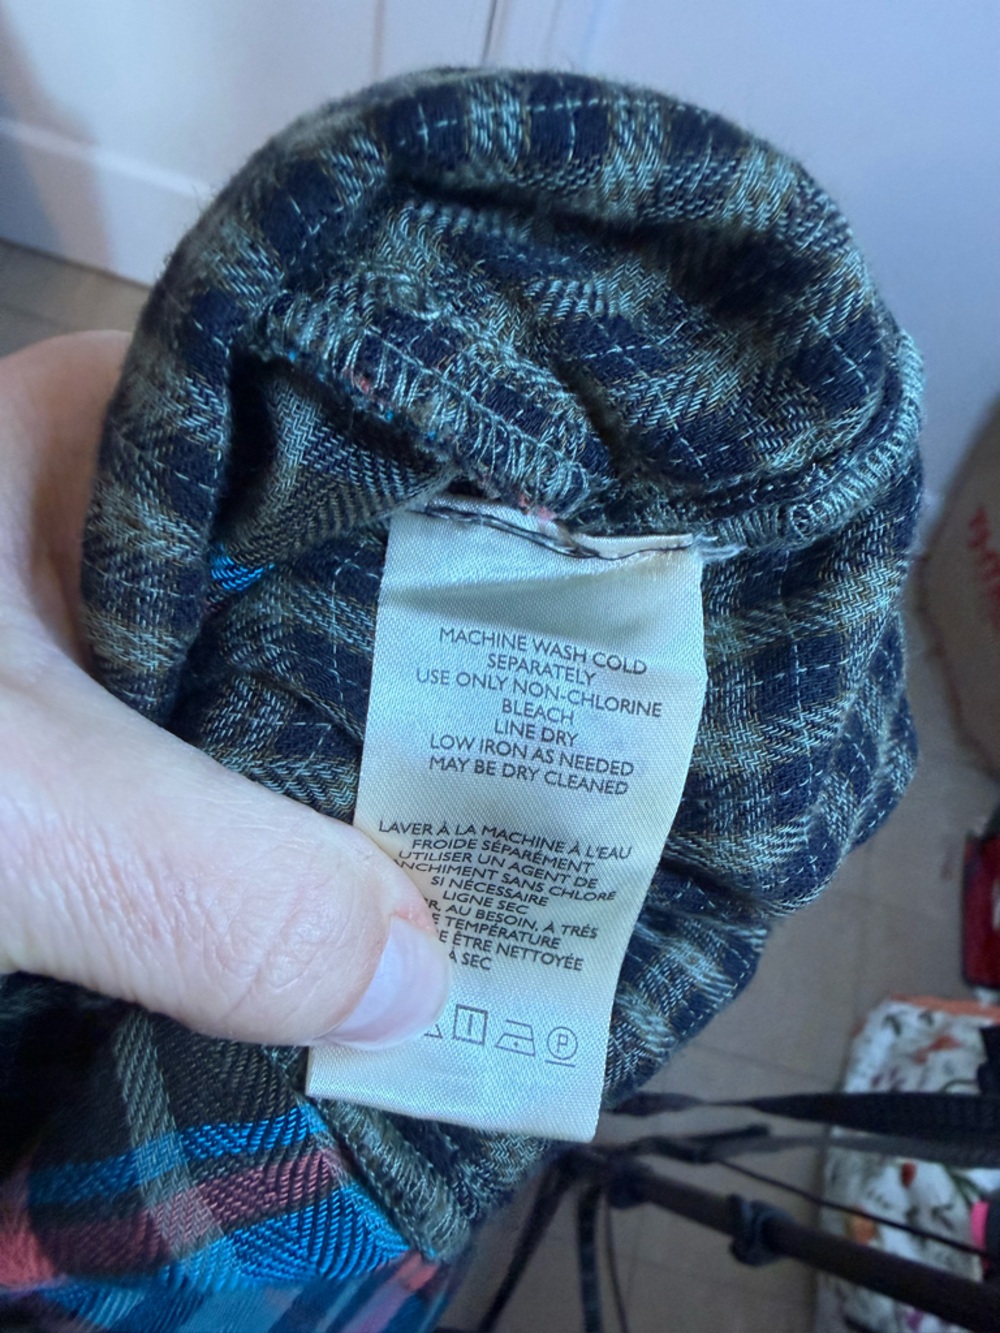 MACHINE WASH COLD
SEPARATELY
USE ONLY NON-CHLORINE
BLEACH
LINE DRY
LOW IRON AS NEEDED
MAY BE DRY CLEANED
LAVER À LA MACHINE À L'EAU
FROIDE SÉPARÉMENT
UTILISER UN AGENT DE
SANS CHLORE
SI NÉCESSAIRE
LIGNE SEC
AU BESOIN, À TRÈS
TEMPÉRATURE
ÊTRE NETTOYÉE
À SEC
P